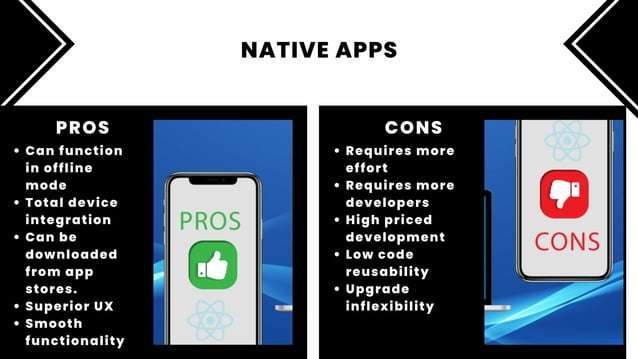 NATIVE APPS
PROS
• Can function
in offline
mode
• Total device
integration
• Can be
downloaded
from app
stores.
• Superior UX
• Smooth
functionality
PROS
CONS
• Requires more
effort
• Requires more
developers
• High priced
development
• Low code
reusability
• Upgrade
inflexibility
CONS